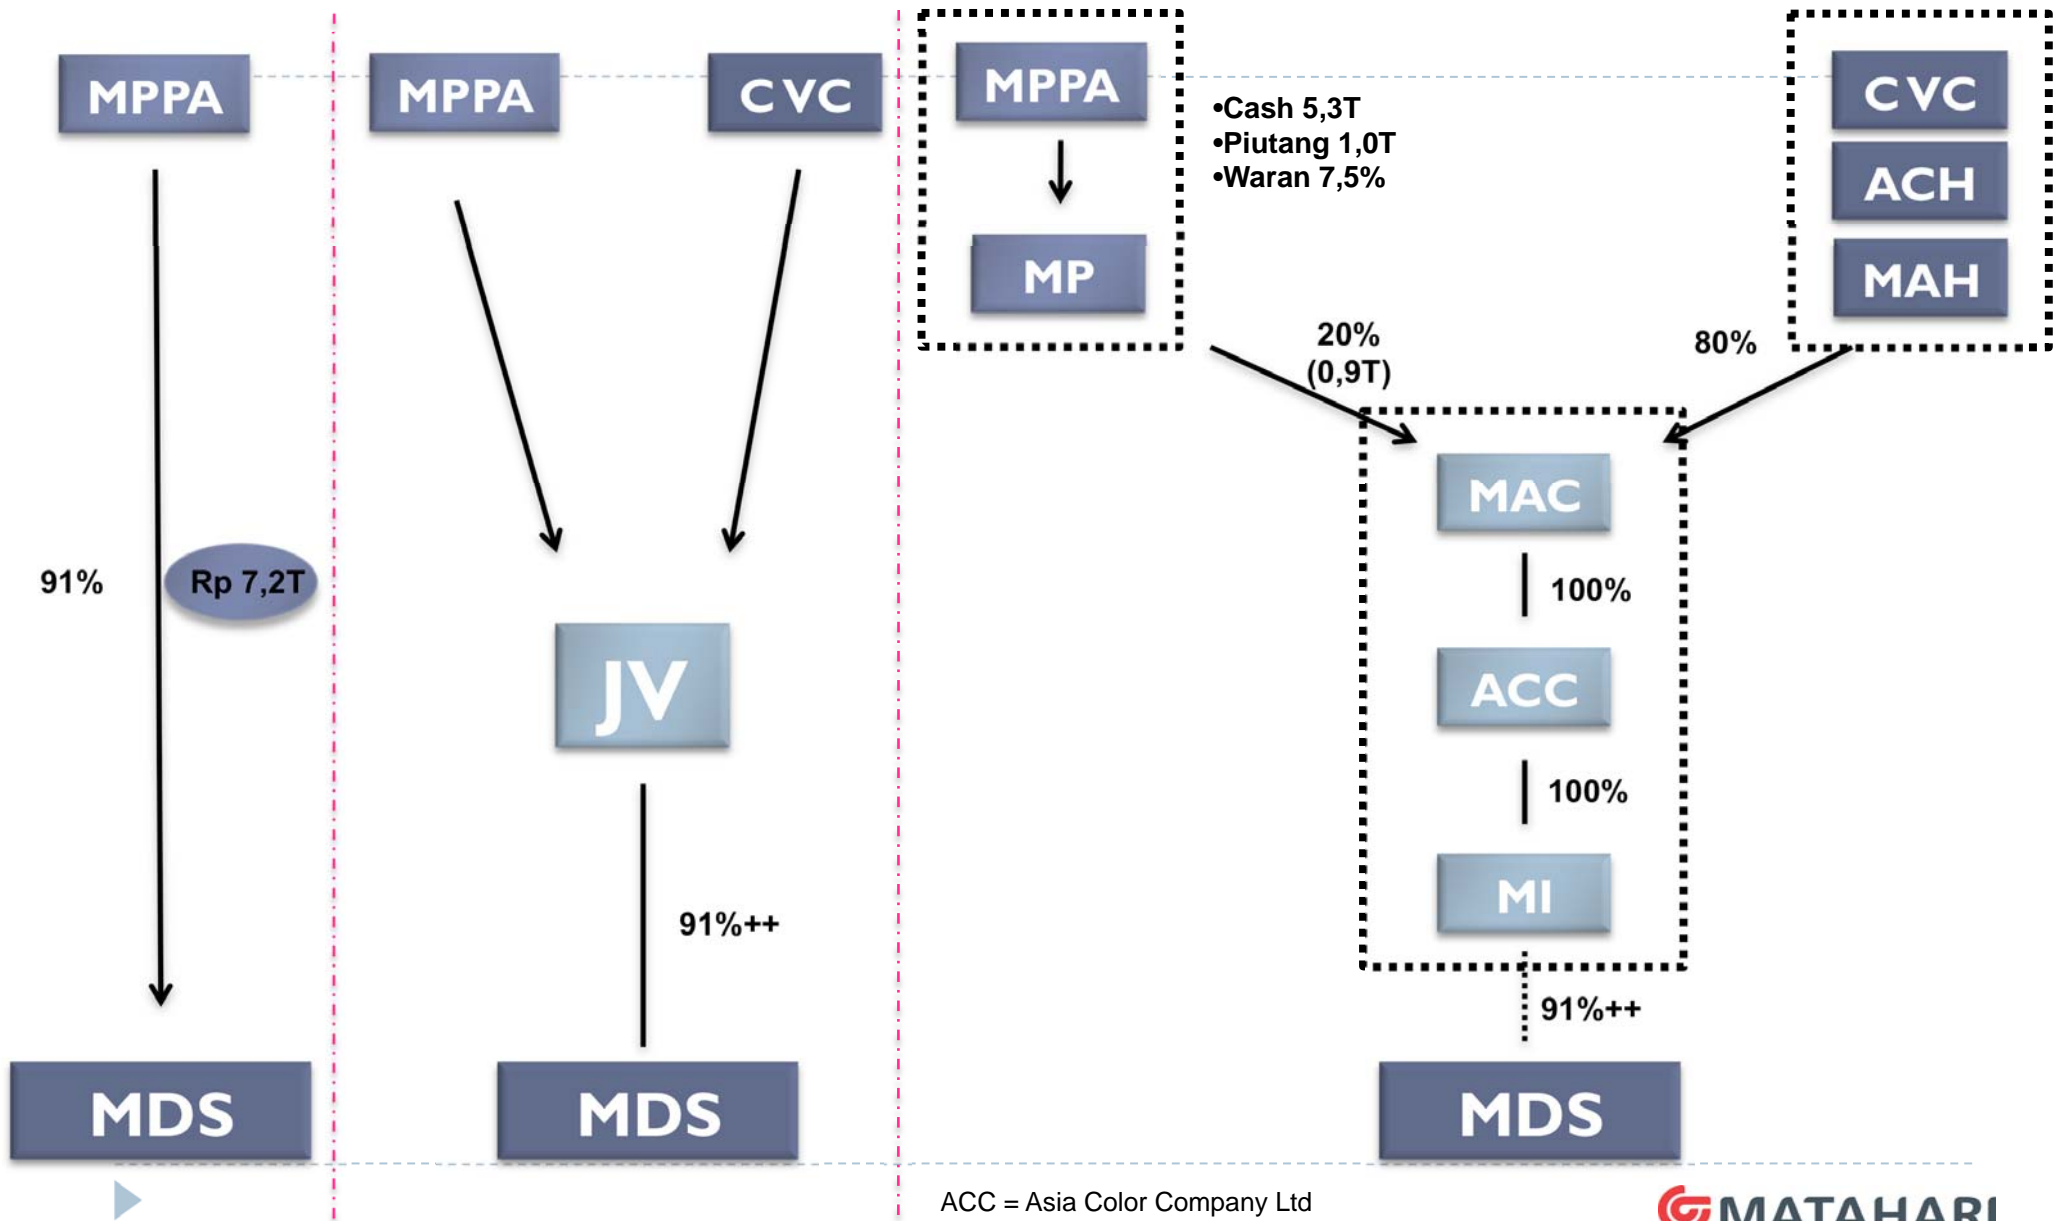 MPPA
91%
Rp 7,2T
MDS
MPPA
CVC
JV
91%++
MDS
MPPA
MP
•Cash 5,3T
•Piutang 1,0T
•Waran 7,5%
CVC
ACH
MAH
20%
(0,9T)
80%
MAC
100%
ACC
100%
MI
91%++
MDS
ACC = Asia Color Company Ltd
MATAHARI